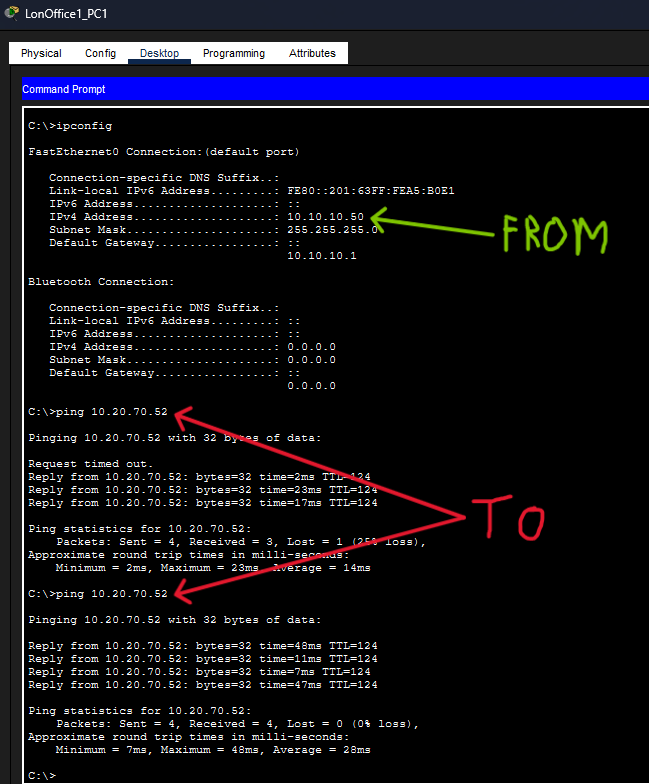 LonOffice1_PC1
Physical Config Desktop Programming Attributes
Command Prompt
C:\>ipconfig
FastEthernet0 Connection:(default port)
Connection-specific DNS Suffix..:
Link-local IPv6 Address.........: FE80::201:63FF:FEA5:B0E1
IPv6 Address....................: ::
IPv4 Address....................: 10.10.10.50
Subnet Mask.....................: 255.255.255.0
Default Gateway.................: ::
10.10.10.1
FROM
Bluetooth Connection:
Connection-specific DNS Suffix..:
Link-local IPv6 Address.........: ::
IPv6 Address....................: ::
IPv4 Address....................: 0.0.0.0
Subnet Mask.....................: 0.0.0.0
Default Gateway.................: ::
0.0.0.0
C:\>ping 10.20.70.52
Pinging 10.20.70.52 with 32 bytes of data:
Request timed out.
Reply from 10.20.70.52: bytes=32 time=2ms TTL=124
Reply from 10.20.70.52: bytes=32 time=23ms TTL=124
Reply from 10.20.70.52: bytes=32 time=17ms TTL=124
TO
Ping statistics for 10.20.70.52:
Packets: Sent = 4, Received = 3, Lost = 1 (25% loss),
Approximate round trip times in milli-seconds:
Minimum = 2ms, Maximum = 23ms, Average = 14ms
C:\>ping 10.20.70.52
Pinging 10.20.70.52 with 32 bytes of data:
Reply from 10.20.70.52: bytes=32 time=48ms TTL=124
Reply from 10.20.70.52: bytes=32 time=11ms TTL=124
Reply from 10.20.70.52: bytes=32 time=7ms TTL=124
Reply from 10.20.70.52: bytes=32 time=47ms TTL=124
Ping statistics for 10.20.70.52:
Packets: Sent = 4, Received = 4, Lost = 0 (0% loss),
Approximate round trip times in milli-seconds:
Minimum = 7ms, Maximum = 48ms, Average = 28ms
C:\>